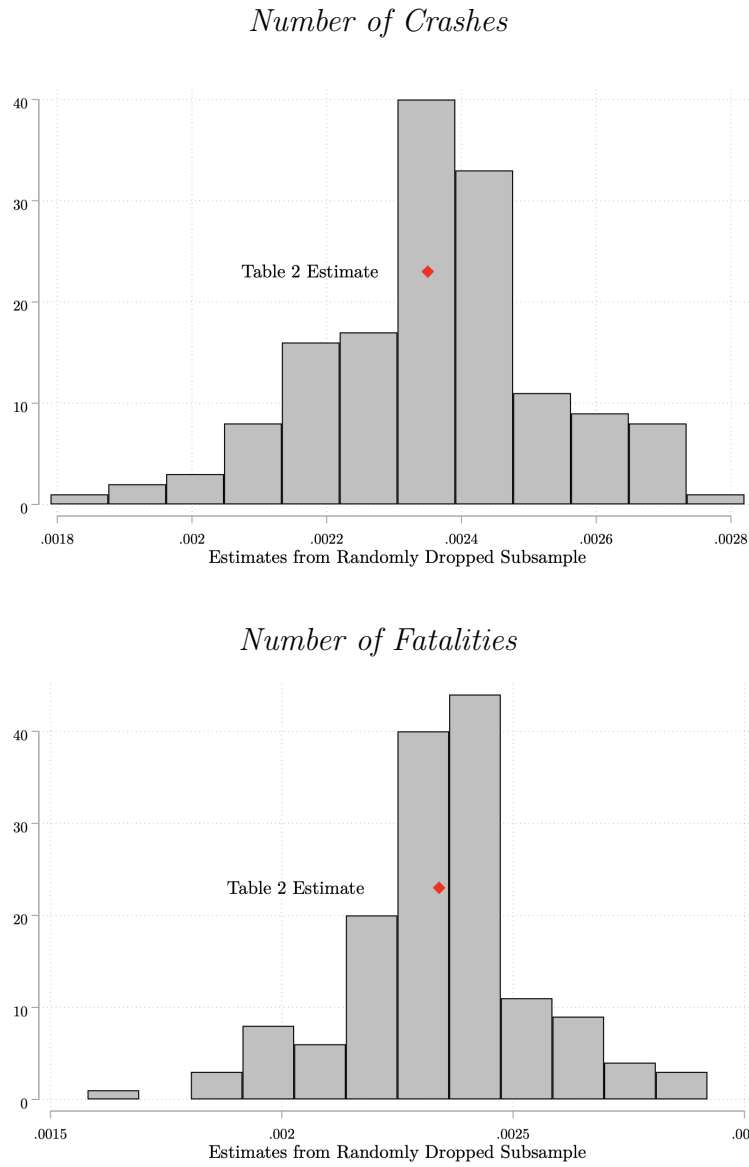 Number of Crashes
40
30
20
10
0
Table 2 Estimate
.0018 .002 .0022 .0024 .0026 .0028
Estimates from Randomly Dropped Subsample
Number of Fatalities
40
30
20
10
0
Table 2 Estimate
.0015 .002 .0025 .00
Estimates from Randomly Dropped Subsample